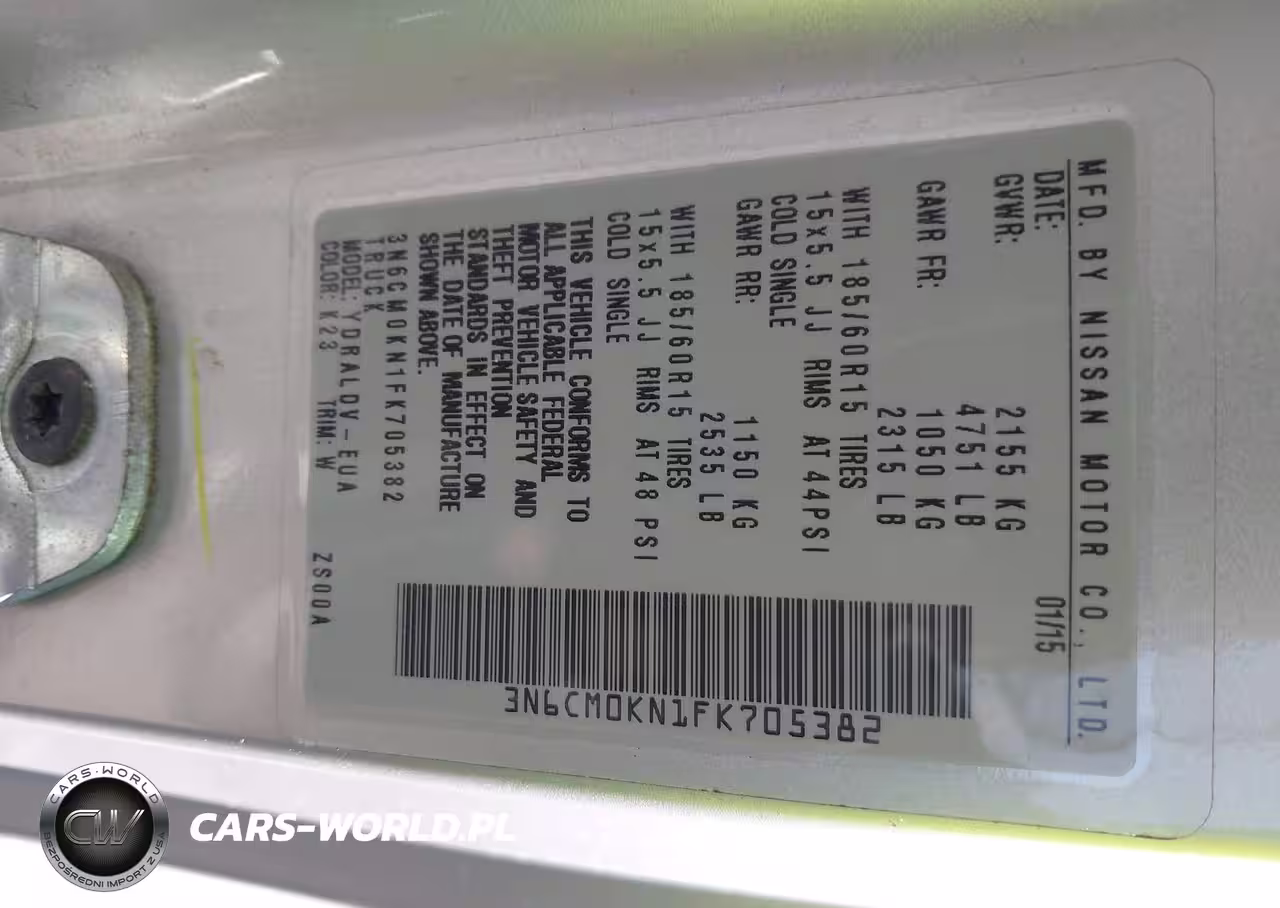 MFD. BY NISSAN MOTOR CO., LTD.
DATE: 01/15
GVWR: 2155 KG
4751 LB
GAWR FR: 1050 KG
2315 LB
WITH 185/60R15 TIRES
15x5.5 JJ RIMS AT 44PSI
COLD SINGLE
GAWR RR: 1150 KG
2535 LB
WITH 185/60R15 TIRES
15x5.5 JJ RIMS AT 48 PSI
COLD SINGLE
THIS VEHICLE CONFORMS TO
ALL APPLICABLE FEDERAL
MOTOR VEHICLE SAFETY AND
THEFT PREVENTION
STANDARDS IN EFFECT ON
THE DATE OF MANUFACTURE
SHOWN ABOVE.
3N6CM0KN1FK705382
TRUCK
MODEL: YDRALDV-EUA
COLOR: K23 TRIM: W ZS00A
3N6CM0KN1FK705382
CARS-WORLD
CW
BEZPOŚREDNI IMPORT Z USA
CARS-WORLD.PL